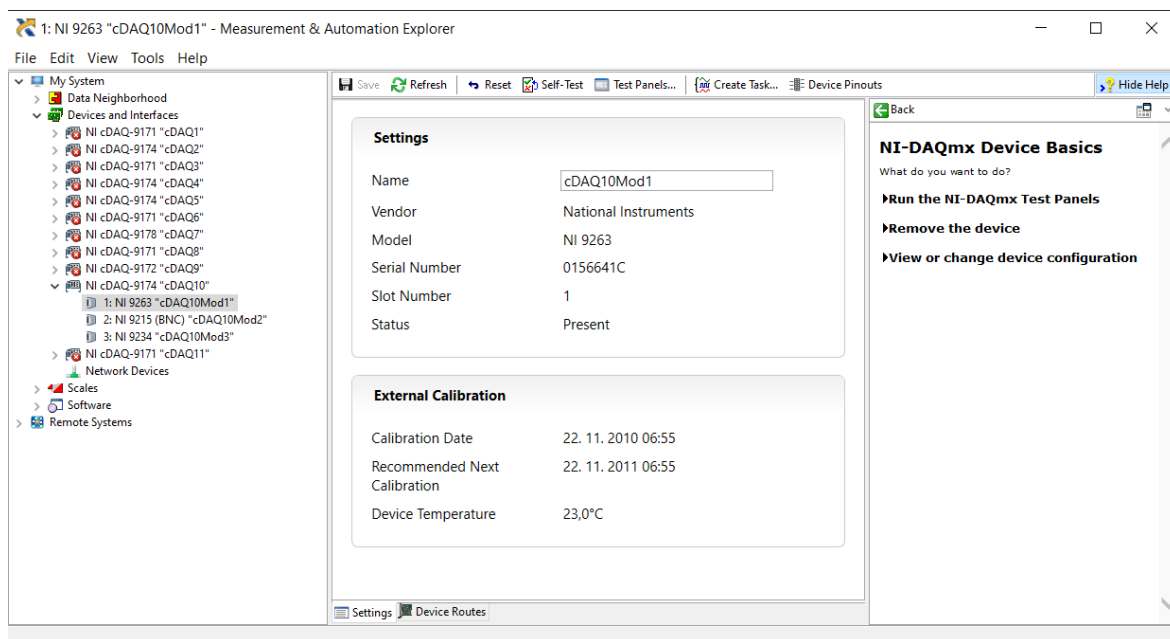 1: NI 9263 "cDAQ10Mod1" - Measurement & Automation Explorer
File Edit View Tools Help
My System
Data Neighborhood
Devices and Interfaces
NI cDAQ-9171 "cDAQ1"
NI cDAQ-9174 "cDAQ2"
NI cDAQ-9171 "cDAQ3"
NI cDAQ-9174 "cDAQ4"
NI cDAQ-9174 "cDAQ5"
NI cDAQ-9171 "cDAQ6"
NI cDAQ-9178 "cDAQ7"
NI cDAQ-9171 "cDAQ8"
NI cDAQ-9172 "cDAQ9"
NI cDAQ-9174 "cDAQ10"
1: NI 9263 "cDAQ10Mod1"
2: NI 9215 (BNC) "cDAQ10Mod2"
3: NI 9234 "cDAQ10Mod3"
NI cDAQ-9171 "cDAQ11"
Network Devices
Scales
Software
Remote Systems
Save Refresh Reset Self-Test Test Panels... Create Task... Device Pinouts Hide Help
Settings
Name cDAQ10Mod1
Vendor National Instruments
Model NI 9263
Serial Number 0156641C
Slot Number 1
Status Present
External Calibration
Calibration Date 22. 11. 2010 06:55
Recommended Next 22. 11. 2011 06:55
Calibration
Device Temperature 23,0°C
Settings Device Routes
Back
NI-DAQmx Device Basics
What do you want to do?
Run the NI-DAQmx Test Panels
Remove the device
View or change device configuration